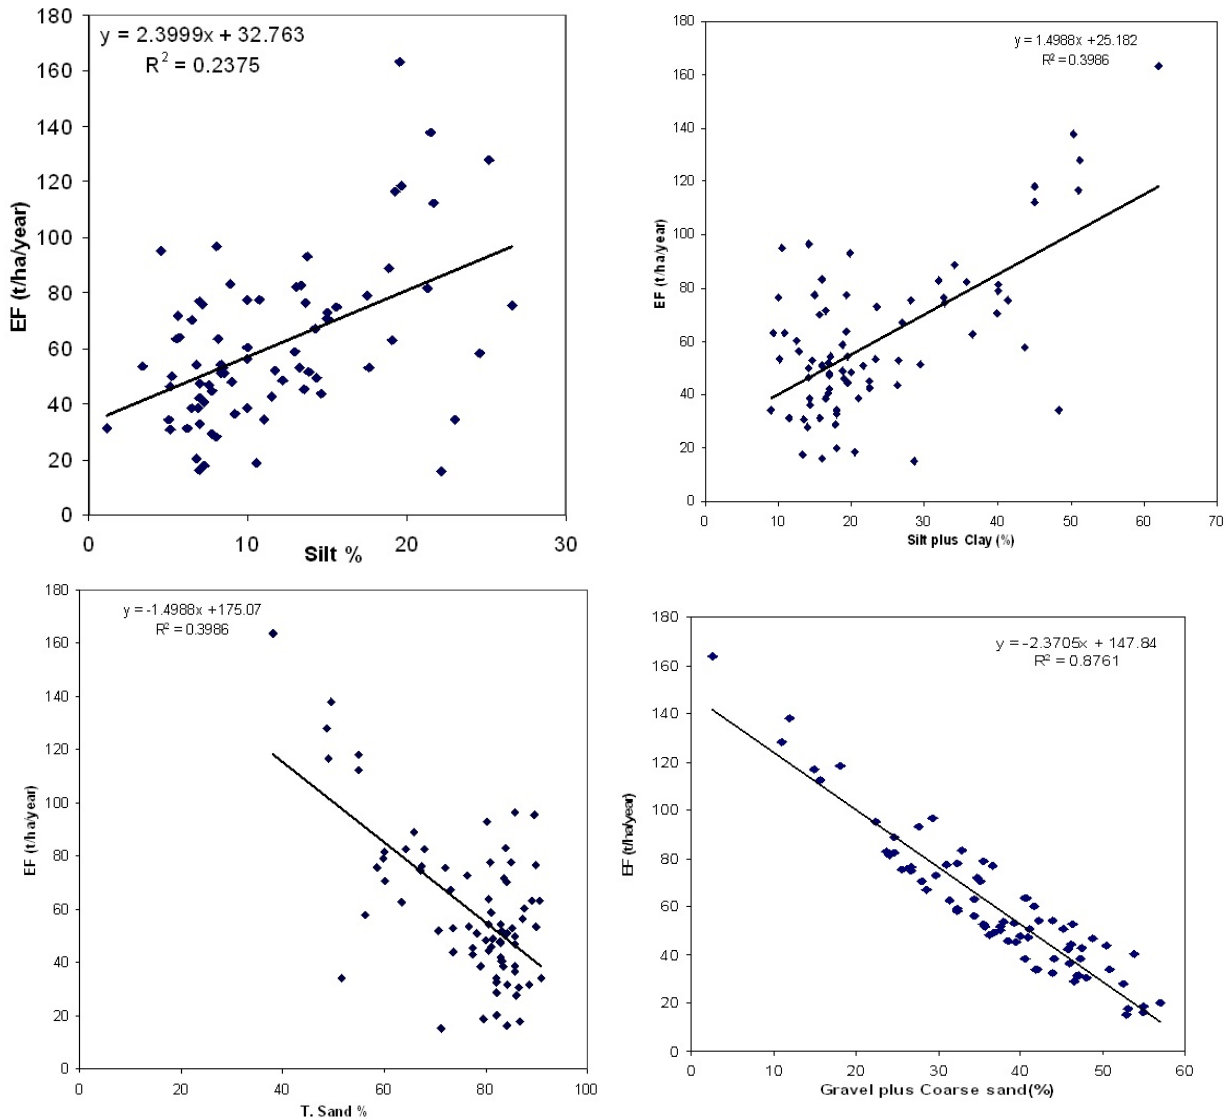 y = 2.3999x + 32.763
R² = 0.2375
EF (t/ha/year)
180
160
140
120
100
80
60
40
20
0
0 10 20 30
Silt %
y = 1.4988x +25.182
R² = 0.3986
EF (t/ha/year)
180
160
140
120
100
80
60
40
20
0
0 10 20 30 40 50 60 70
Silt plus Clay (%)
y = -1.4988x +175.07
R² = 0.3986
EF (t/ha/year)
180
160
140
120
100
80
60
40
20
0
0 20 40 60 80 100
T. Sand %
y = -2.3705x + 147.84
R² = 0.8761
EF (t/ha/year)
180
160
140
120
100
80
60
40
20
0
0 10 20 30 40 50 60
Gravel plus Coarse sand(%)